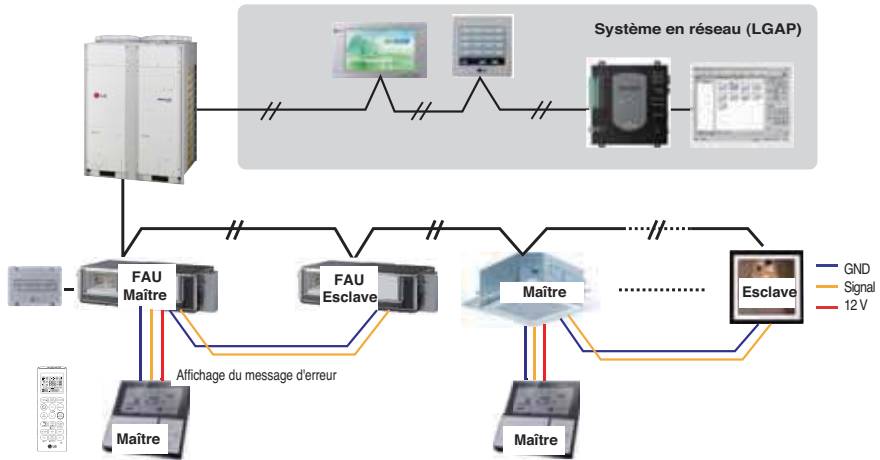 Système en réseau (LGAP)
FAU
Maître
FAU
Esclave
Maître
Esclave
GND
Signal
12 V
Affichage du message d'erreur
Maître
Maître
LG